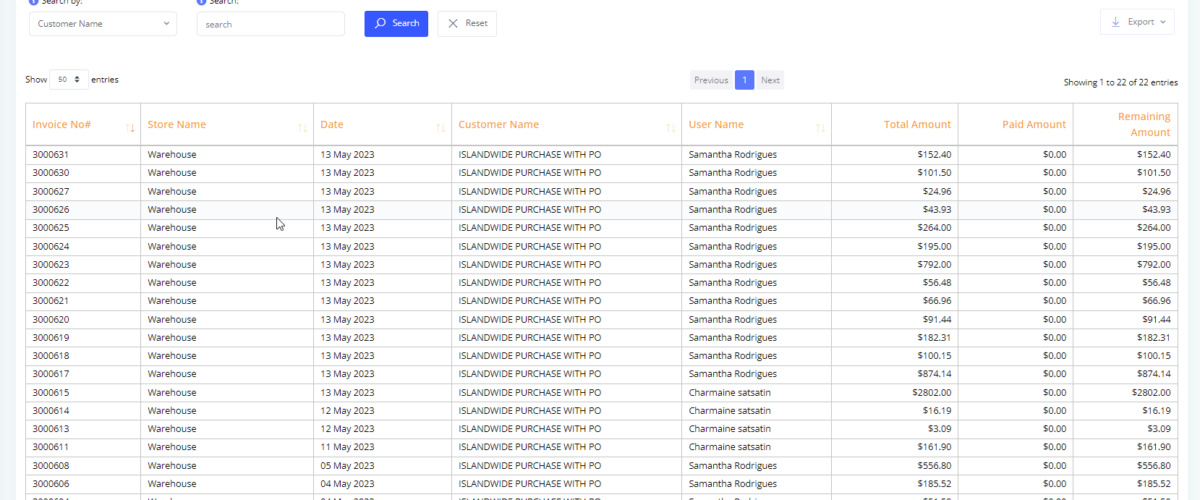 Search by: Search:
Customer Name search Search Reset Export
Show 50 entries Previous 1 Next Showing 1 to 22 of 22 entries
Invoice No# Store Name Date Customer Name User Name Total Amount Paid Amount Remaining Amount
3000631 Warehouse 13 May 2023 ISLANDWIDE PURCHASE WITH PO Samantha Rodrigues $152.40 $0.00 $152.40
3000630 Warehouse 13 May 2023 ISLANDWIDE PURCHASE WITH PO Samantha Rodrigues $101.50 $0.00 $101.50
3000627 Warehouse 13 May 2023 ISLANDWIDE PURCHASE WITH PO Samantha Rodrigues $24.96 $0.00 $24.96
3000626 Warehouse 13 May 2023 ISLANDWIDE PURCHASE WITH PO Samantha Rodrigues $43.93 $0.00 $43.93
3000625 Warehouse 13 May 2023 ISLANDWIDE PURCHASE WITH PO Samantha Rodrigues $264.00 $0.00 $264.00
3000624 Warehouse 13 May 2023 ISLANDWIDE PURCHASE WITH PO Samantha Rodrigues $195.00 $0.00 $195.00
3000623 Warehouse 13 May 2023 ISLANDWIDE PURCHASE WITH PO Samantha Rodrigues $792.00 $0.00 $792.00
3000622 Warehouse 13 May 2023 ISLANDWIDE PURCHASE WITH PO Samantha Rodrigues $56.48 $0.00 $56.48
3000621 Warehouse 13 May 2023 ISLANDWIDE PURCHASE WITH PO Samantha Rodrigues $66.96 $0.00 $66.96
3000620 Warehouse 13 May 2023 ISLANDWIDE PURCHASE WITH PO Samantha Rodrigues $91.44 $0.00 $91.44
3000619 Warehouse 13 May 2023 ISLANDWIDE PURCHASE WITH PO Samantha Rodrigues $182.31 $0.00 $182.31
3000618 Warehouse 13 May 2023 ISLANDWIDE PURCHASE WITH PO Samantha Rodrigues $100.15 $0.00 $100.15
3000617 Warehouse 13 May 2023 ISLANDWIDE PURCHASE WITH PO Samantha Rodrigues $874.14 $0.00 $874.14
3000615 Warehouse 13 May 2023 ISLANDWIDE PURCHASE WITH PO Charmaine satsatin $2802.00 $0.00 $2802.00
3000614 Warehouse 12 May 2023 ISLANDWIDE PURCHASE WITH PO Charmaine satsatin $16.19 $0.00 $16.19
3000613 Warehouse 12 May 2023 ISLANDWIDE PURCHASE WITH PO Charmaine satsatin $3.09 $0.00 $3.09
3000611 Warehouse 11 May 2023 ISLANDWIDE PURCHASE WITH PO Charmaine satsatin $161.90 $0.00 $161.90
3000608 Warehouse 05 May 2023 ISLANDWIDE PURCHASE WITH PO Samantha Rodrigues $556.80 $0.00 $556.80
3000606 Warehouse 04 May 2023 ISLANDWIDE PURCHASE WITH PO Samantha Rodrigues $185.52 $0.00 $185.52